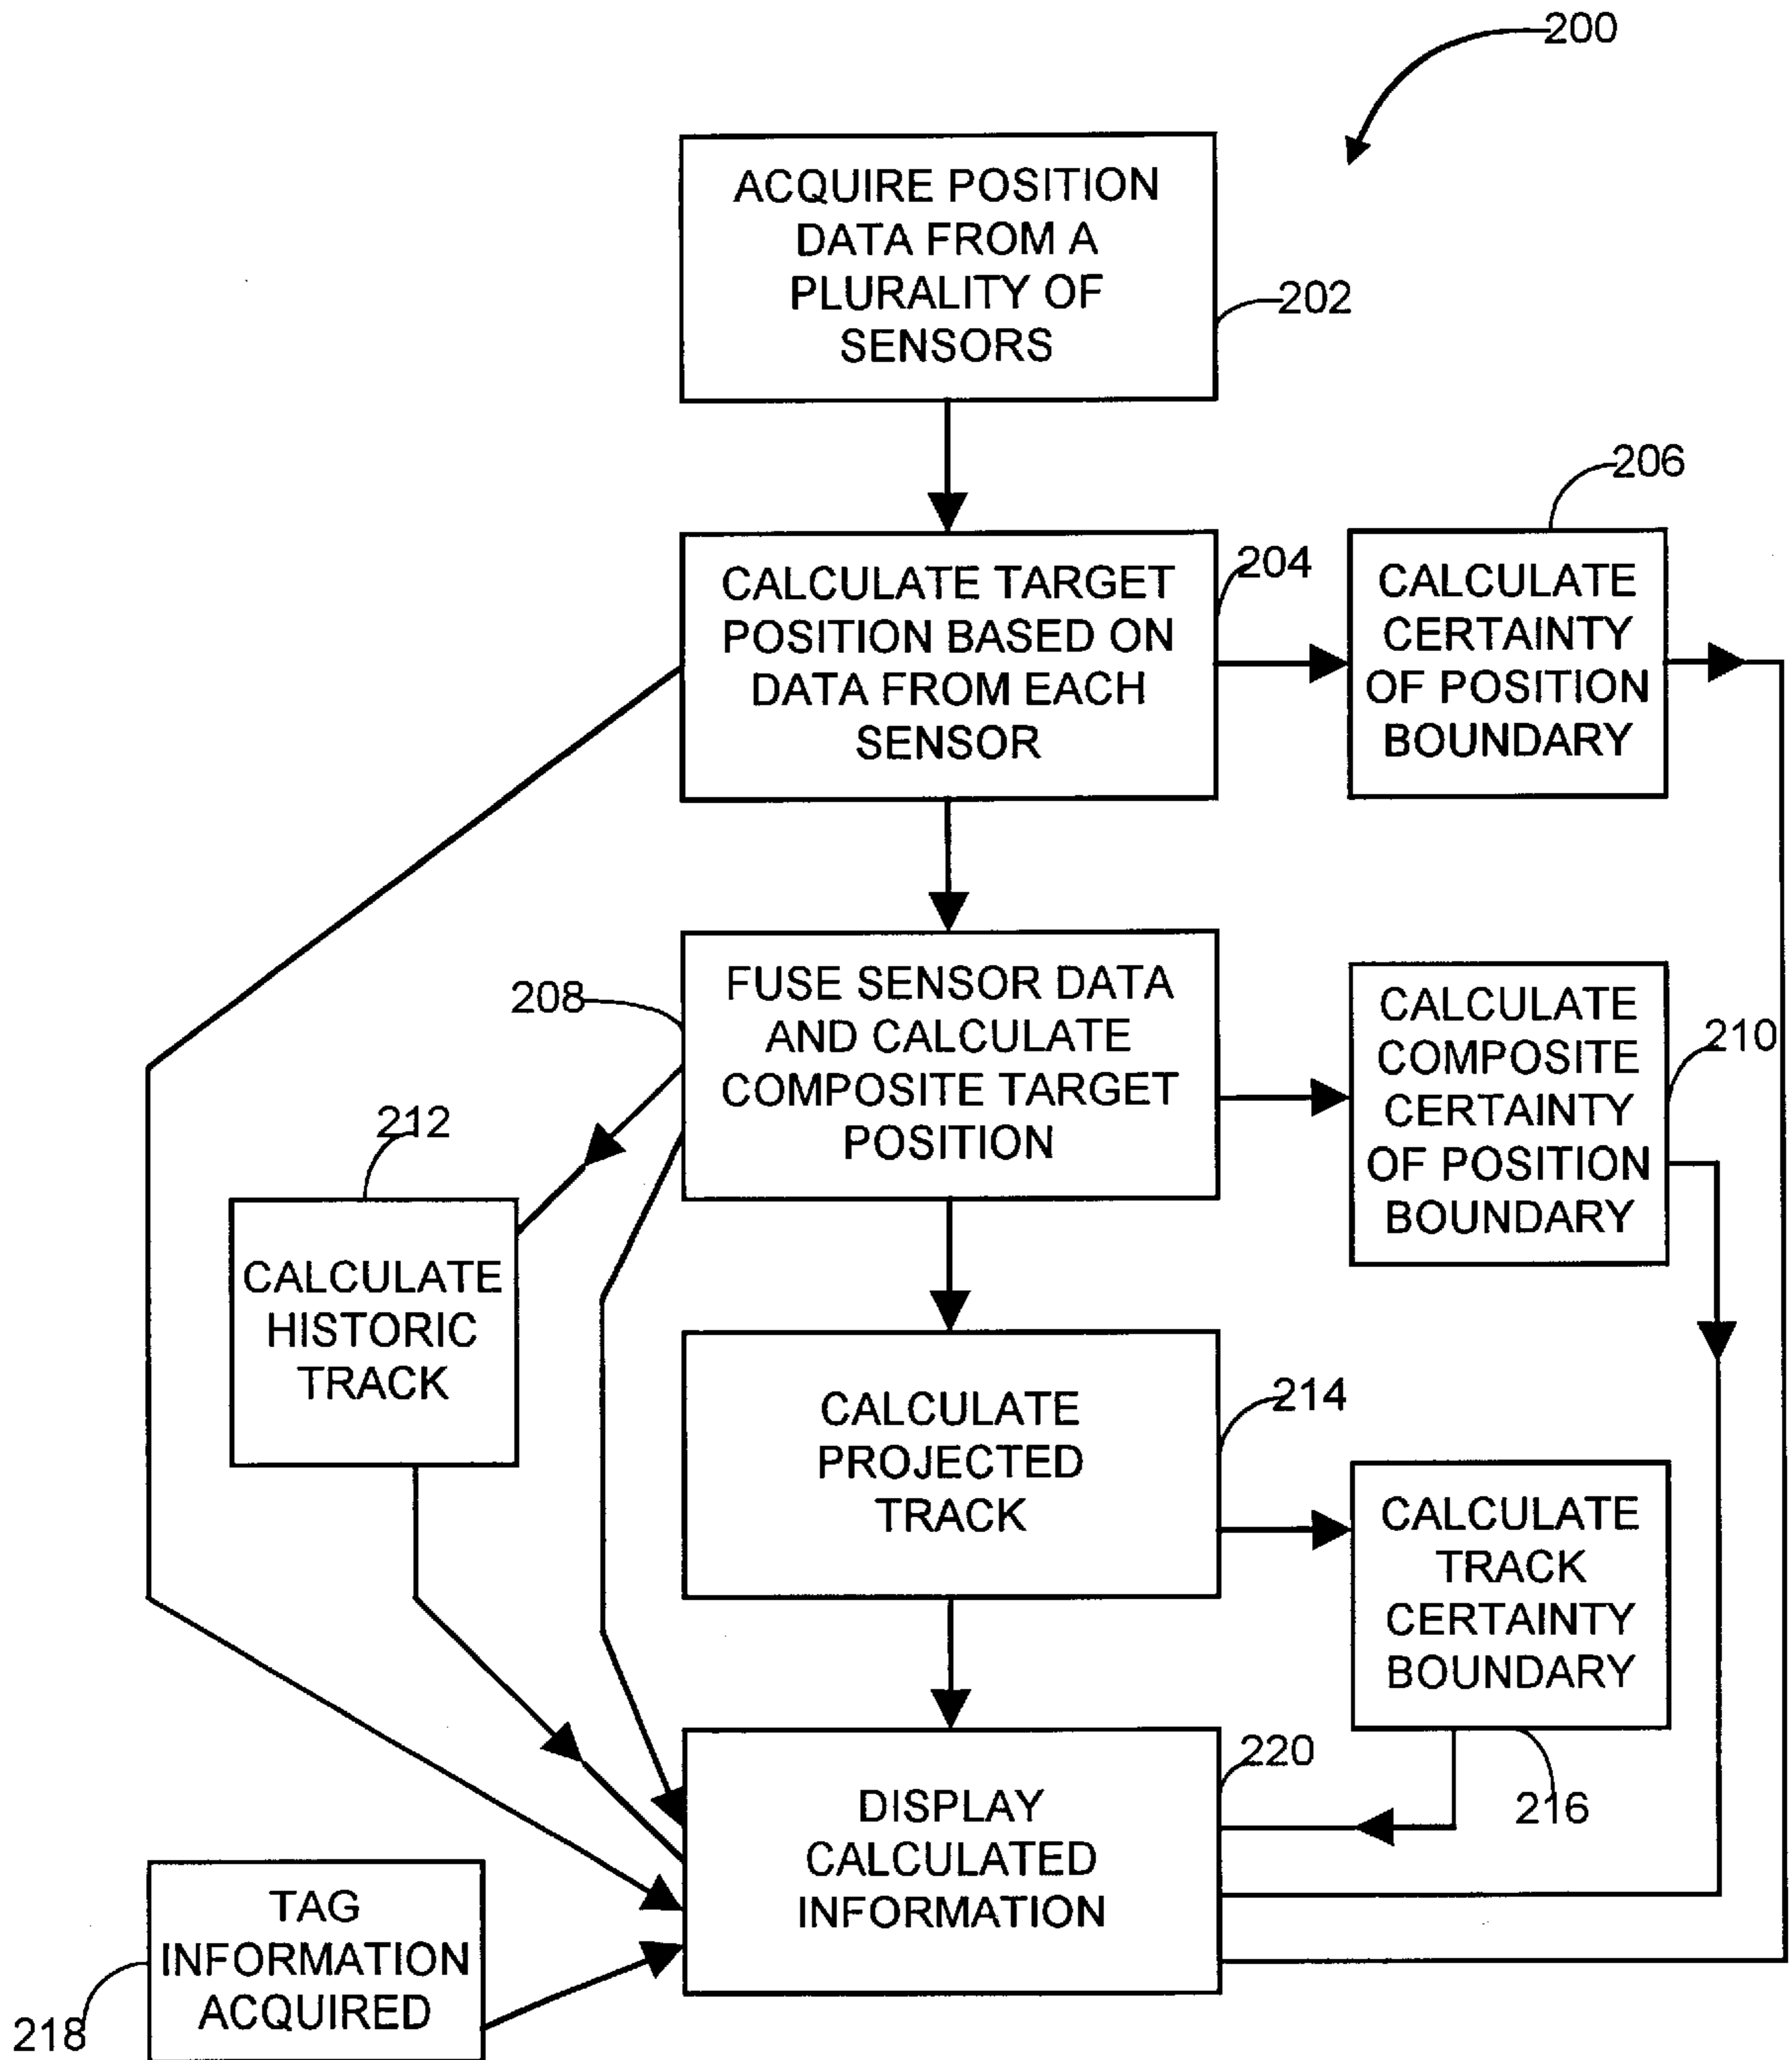 200
ACQUIRE POSITION
DATA FROM A
PLURALITY OF
SENSORS
202
206
CALCULATE TARGET
POSITION BASED ON
DATA FROM EACH
SENSOR
204
CALCULATE
CERTAINTY
OF POSITION
BOUNDARY
208
FUSE SENSOR DATA
AND CALCULATE
COMPOSITE TARGET
POSITION
CALCULATE
COMPOSITE
CERTAINTY
OF POSITION
BOUNDARY
210
212
CALCULATE
HISTORIC
TRACK
CALCULATE
PROJECTED
TRACK
214
CALCULATE
TRACK
CERTAINTY
BOUNDARY
216
220
DISPLAY
CALCULATED
INFORMATION
TAG
INFORMATION
ACQUIRED
218